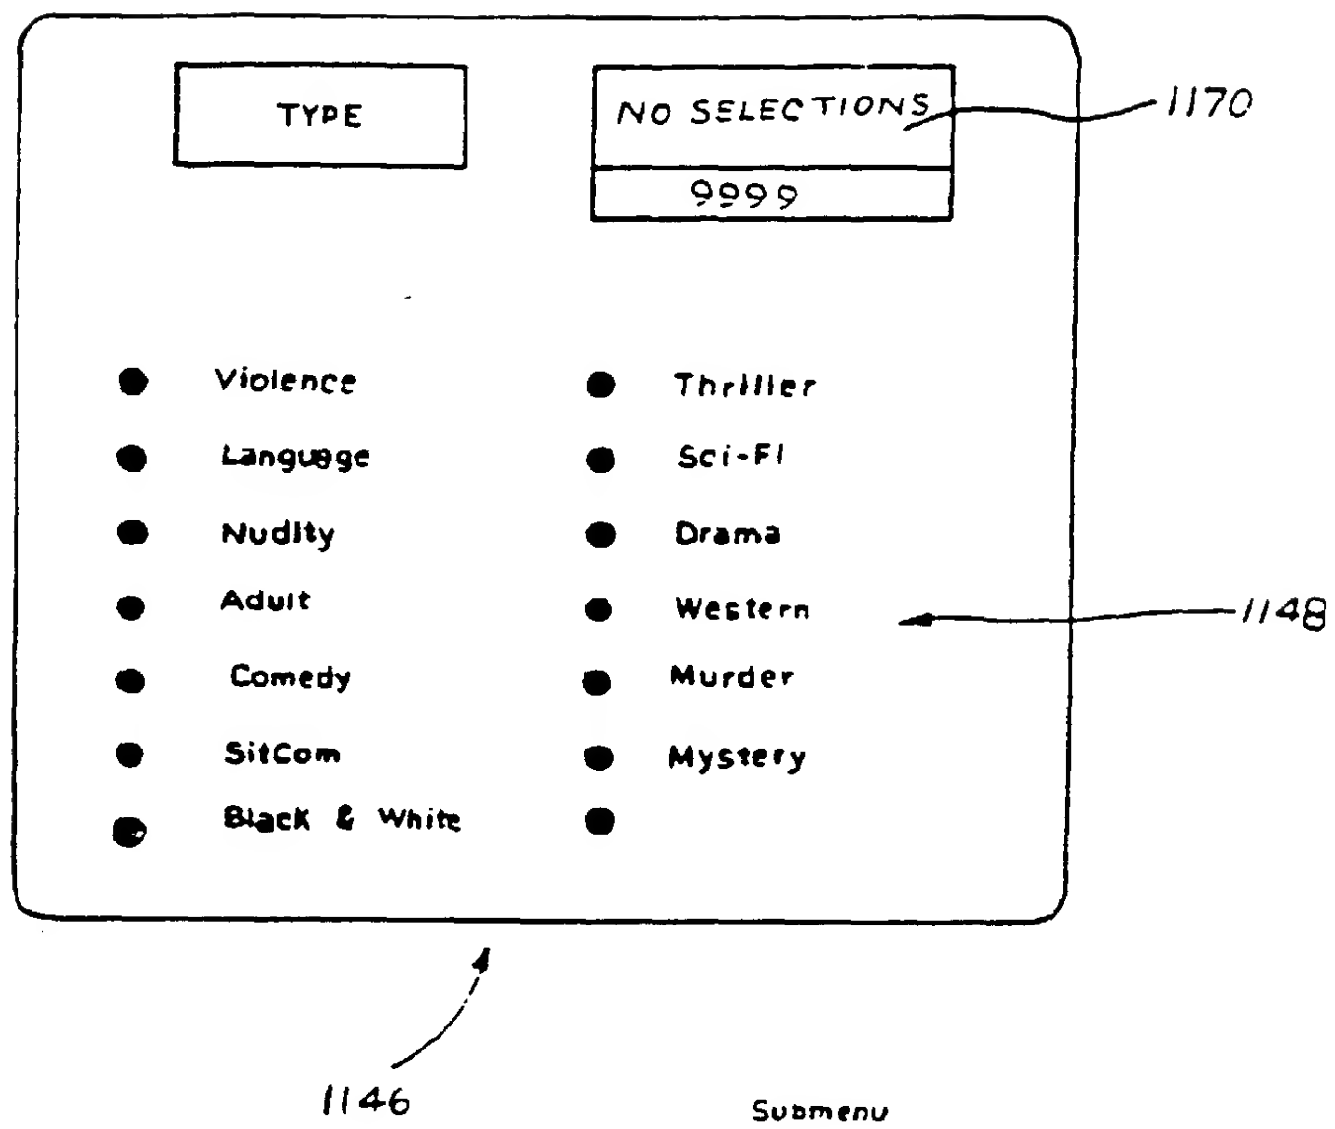 TYPE
NO SELECTIONS
9999
1170
Violence
Language
Nudity
Adult
Comedy
SitCom
Black & White
Thriller
Sci-Fi
Drama
Western
Murder
Mystery
1148
1146
Submenu